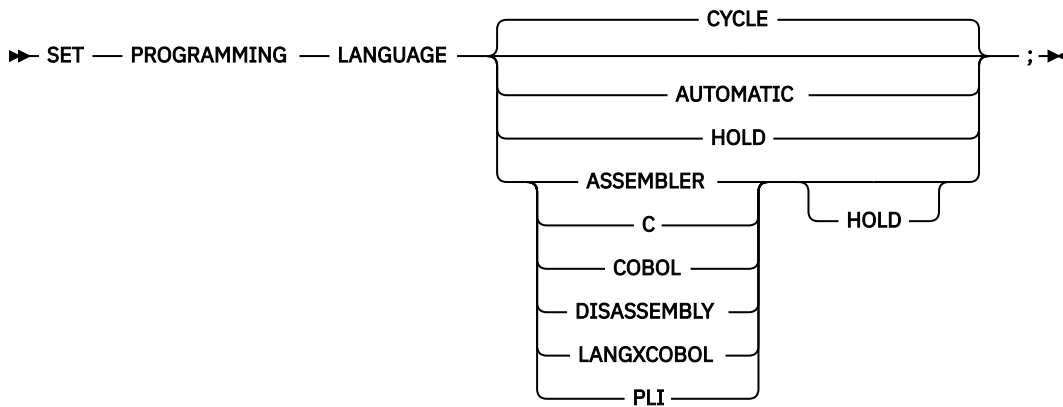 CYCLE
SET PROGRAMMING LANGUAGE ;
AUTOMATIC
HOLD
ASSEMBLER
HOLD
C
COBOL
DISASSEMBLY
LANGXCOBOL
PLI